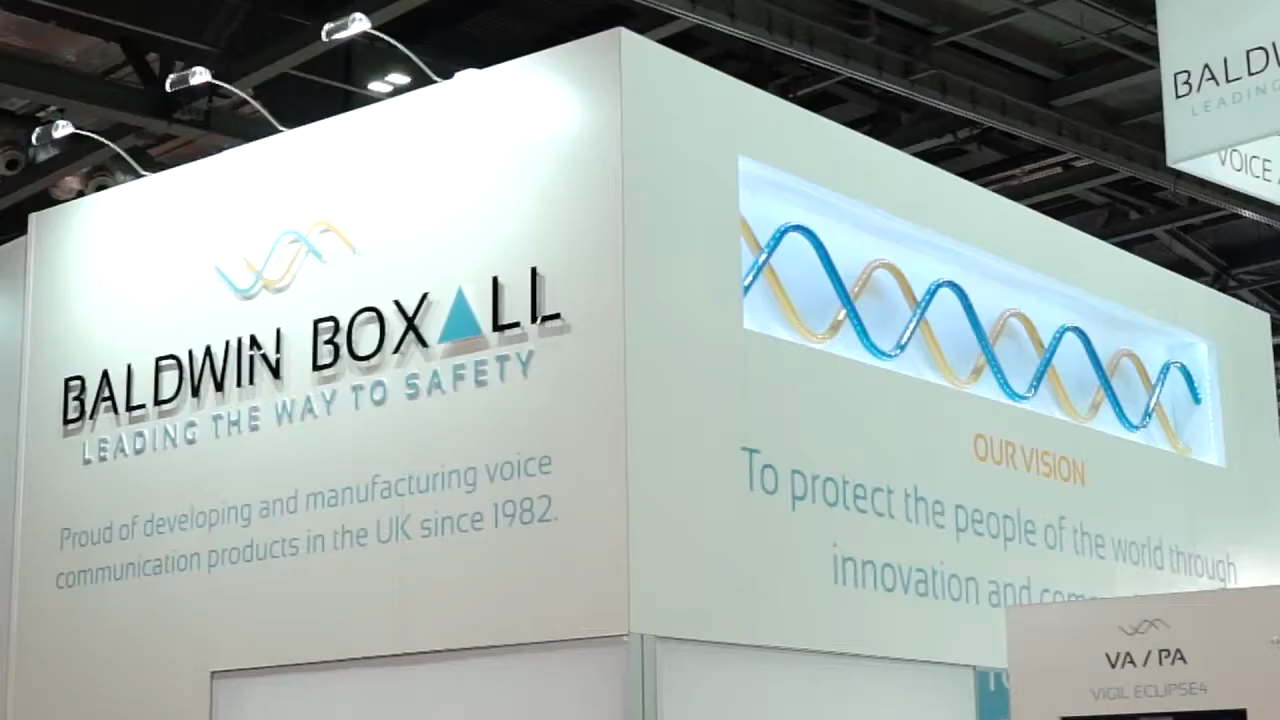 BALDWIN BOXALL
LEADING THE WAY TO SAFETY
Proud of developing and manufacturing voice
communication products in the UK since 1982.
OUR VISION
To protect the people of the world through
innovation and
LEADING
VOICE
VA / PA
VIGIL ECLIPSE4